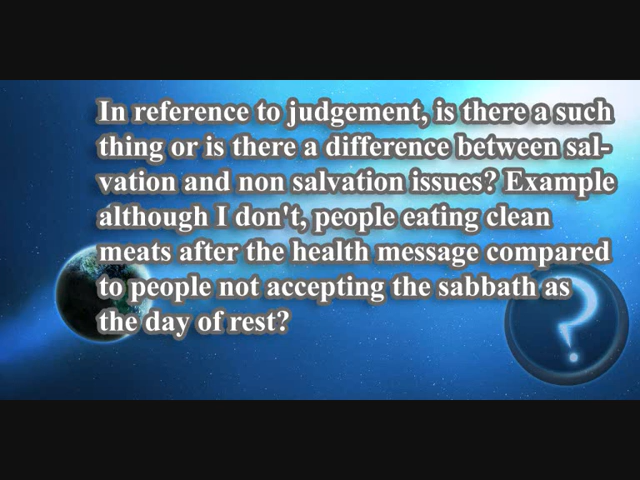 In reference to judgement, is there a such
thing or is there a difference between sal-
vation and non salvation issues? Example
although I don't, people eating clean
meats after the health message compared
to people not accepting the sabbath as
the day of rest?